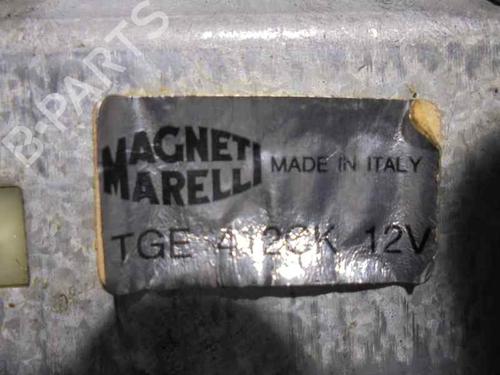 B-PARTS
MAGNETI
MARELLI
MADE IN ITALY
TGE 12V